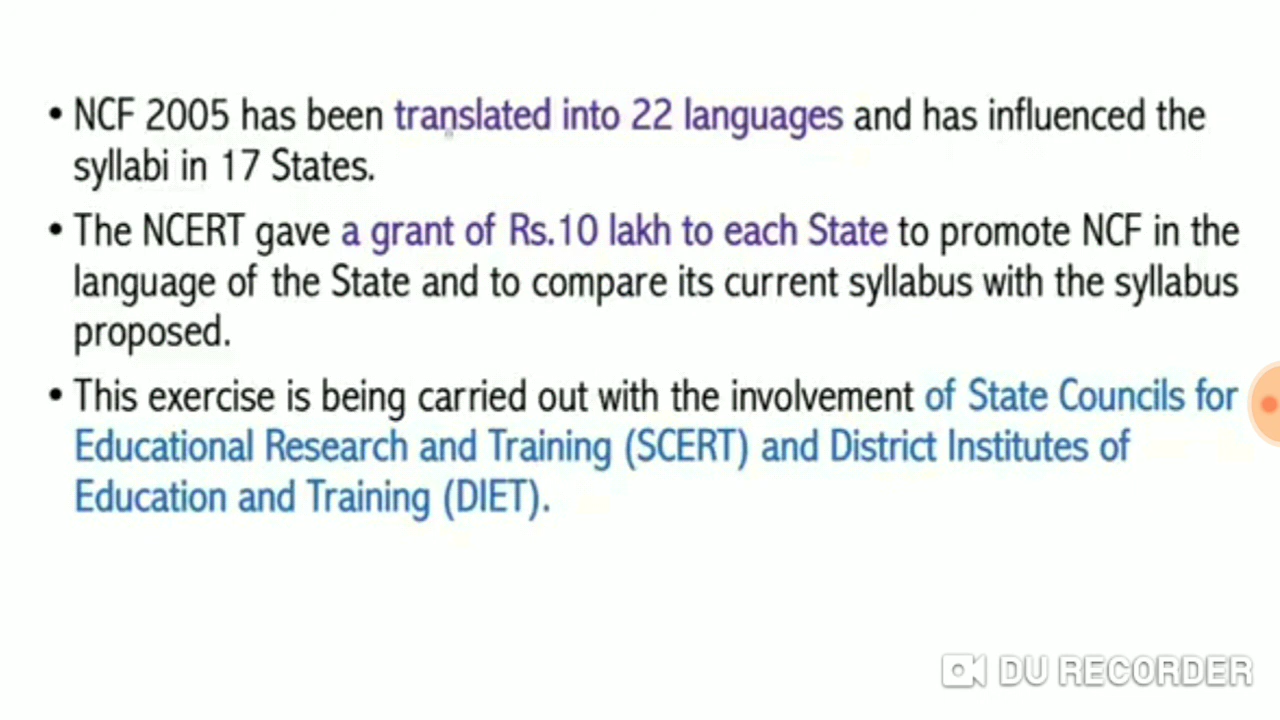 • NCF 2005 has been translated into 22 languages and has influenced the
syllabi in 17 States.
• The NCERT gave a grant of Rs.10 lakh to each State to promote NCF in the
language of the State and to compare its current syllabus with the syllabus
proposed.
• This exercise is being carried out with the involvement of State Councils for
Educational Research and Training (SCERT) and District Institutes of
Education and Training (DIET).
DU RECORDER